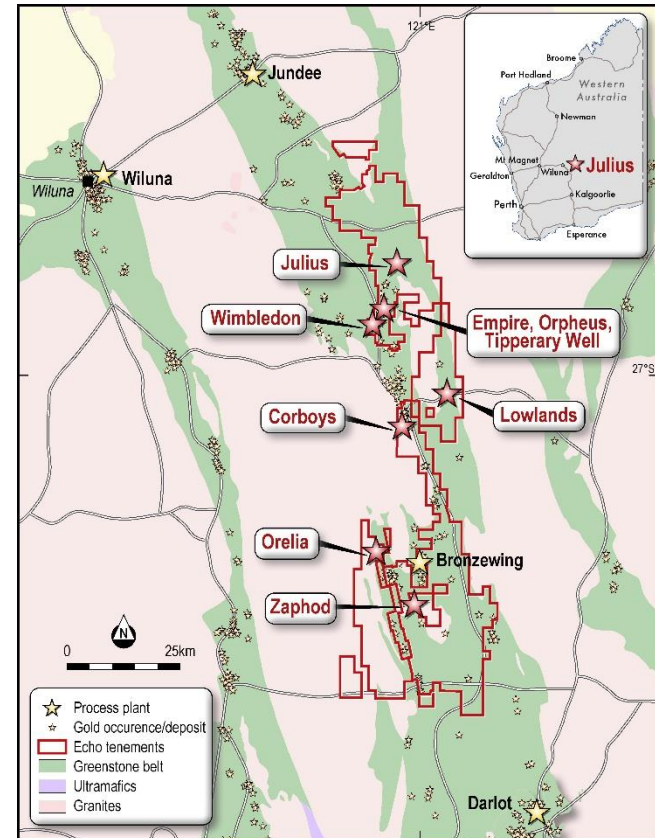 121°E
Jundee
Broome
Port Hedland
Western
Australia
Newman
Mt Magnet
Wiluna
Julius
Geraldton
Kalgoorlie
Perth
Esperance
Wiluna
Wiluna
Julius
Wimbledon
Empire, Orpheus,
Tipperary Well
27°S
Lowlands
Corboys
Orelia
Bronzewing
Zaphod
N
0 25km
Process plant
Gold occurence/deposit
Echo tenements
Greenstone belt
Ultramafics
Granites
Darlot